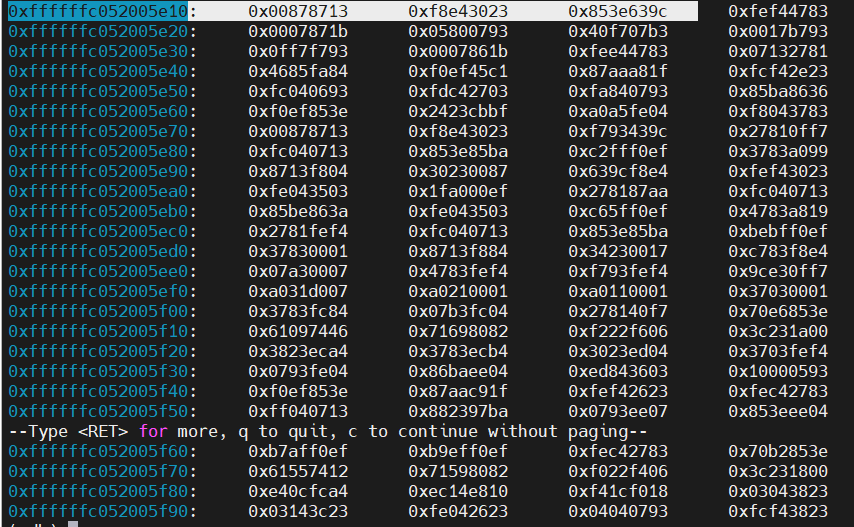 0xffffffc052005e10: 0x00878713 0xf8e43023 0x853e639c 0xfef44783
0xffffffc052005e20: 0x0007871b 0x05800793 0x40f707b3 0x0017b793
0xffffffc052005e30: 0x0ff7f793 0x0007861b 0xfee44783 0x07132781
0xffffffc052005e40: 0x4685fa84 0xf0ef45c1 0x87aaa81f 0xfcf42e23
0xffffffc052005e50: 0xfc040693 0xfdc42703 0xfa840793 0x85ba8636
0xffffffc052005e60: 0xf0ef853e 0x2423cbbf 0xa0a5fe04 0xf8043783
0xffffffc052005e70: 0x00878713 0xf8e43023 0xf793439c 0x27810ff7
0xffffffc052005e80: 0xfc040713 0x853e85ba 0xc2fff0ef 0x3783a099
0xffffffc052005e90: 0x8713f804 0x30230087 0x639cf8e4 0xfef43023
0xffffffc052005ea0: 0xfe043503 0x1fa000ef 0x278187aa 0xfc040713
0xffffffc052005eb0: 0x85be863a 0xfe043503 0xc65ff0ef 0x4783a819
0xffffffc052005ec0: 0x2781fef4 0xfc040713 0x853e85ba 0xbebff0ef
0xffffffc052005ed0: 0x37830001 0x8713f884 0x34230017 0xc783f8e4
0xffffffc052005ee0: 0x07a30007 0x4783fef4 0xf793fef4 0x9ce30ff7
0xffffffc052005ef0: 0xa031d007 0xa0210001 0xa0110001 0x37030001
0xffffffc052005f00: 0x3783fc84 0x07b3fc04 0x278140f7 0x70e6853e
0xffffffc052005f10: 0x61097446 0x71698082 0xf222f606 0x3c231a00
0xffffffc052005f20: 0x3823eca4 0x3783ecb4 0x3023ed04 0x3703fef4
0xffffffc052005f30: 0x0793fe04 0x86baee04 0xed843603 0x10000593
0xffffffc052005f40: 0xf0ef853e 0x87aac91f 0xfef42623 0xfec42783
0xffffffc052005f50: 0xff040713 0x882397ba 0x0793ee07 0x853eee04
--Type <RET> for more, q to quit, c to continue without paging--
0xffffffc052005f60: 0xb7aff0ef 0xb9eff0ef 0xfec42783 0x70b2853e
0xffffffc052005f70: 0x61557412 0x71598082 0xf022f406 0x3c231800
0xffffffc052005f80: 0xe40cfca4 0xec14e810 0xf41cf018 0x03043823
0xffffffc052005f90: 0x03143c23 0xfe042623 0x04040793 0xfcf43823